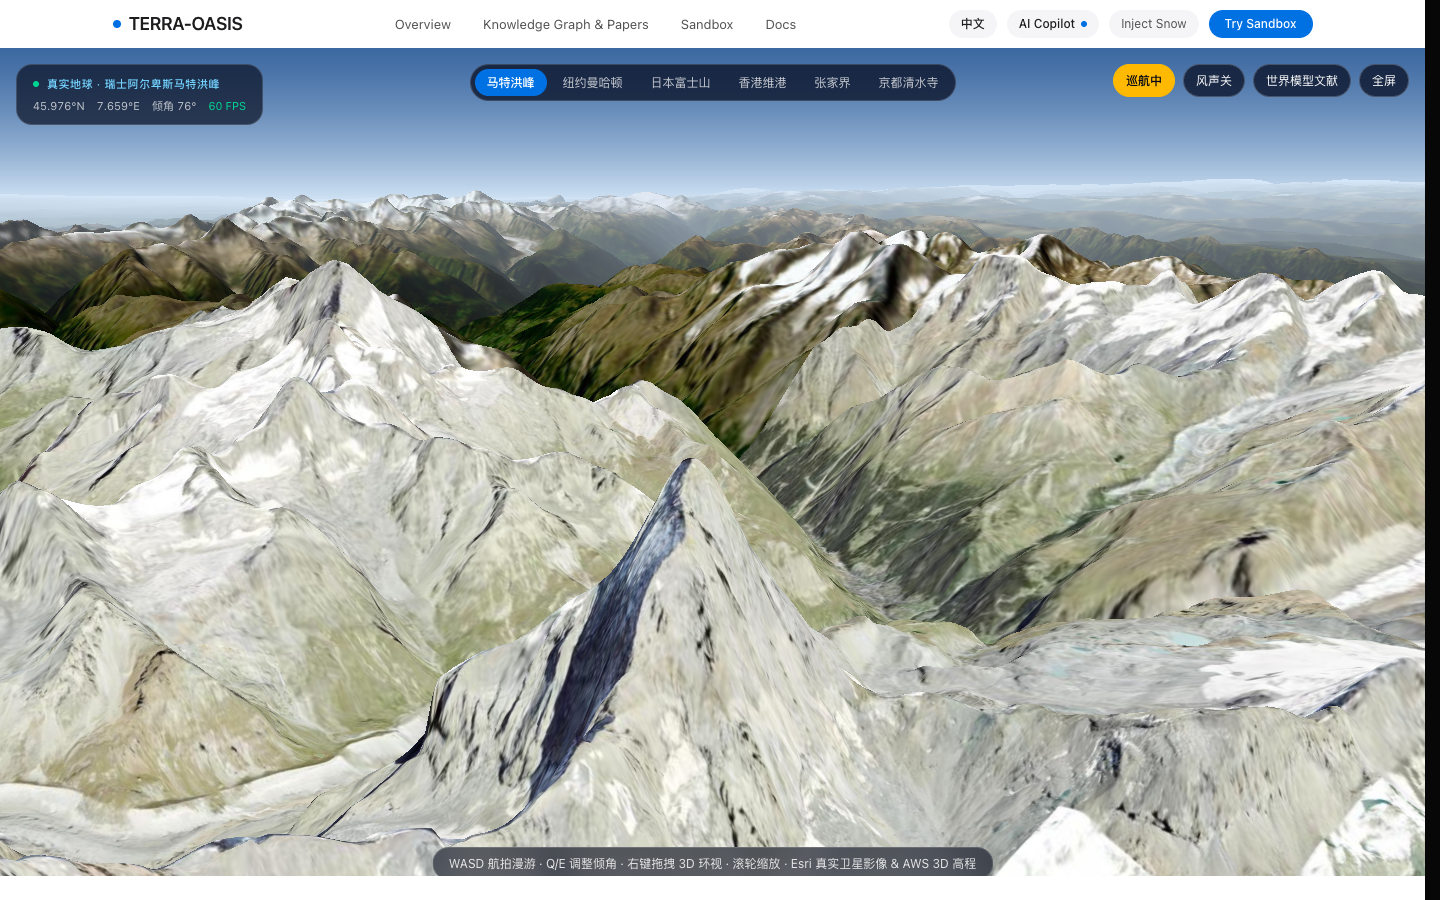 TERRA-OASIS
Overview
Knowledge Graph & Papers
Sandbox
Docs
中文
AI Copilot
Inject Snow
Try Sandbox
真实地球 · 瑞士阿尔卑斯马特洪峰
45.976°N 7.659°E 倾角 76° 60 FPS
马特洪峰
纽约曼哈顿
日本富士山
香港维港
张家界
京都清水寺
巡航中
风声关
世界模型文献
全屏
WASD 航拍漫游 · Q/E 调整倾角 · 右键拖拽 3D 环视 · 滚轮缩放 · Esri 真实卫星影像 & AWS 3D 高程